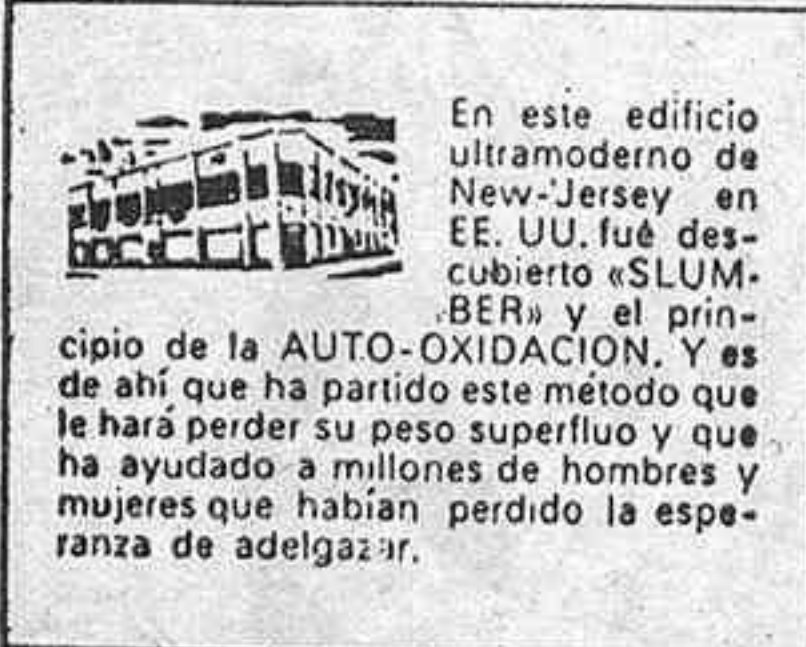 En este edificio
ultramoderno de
New-Jersey en
EE. UU. fué des-
cubierto «SLUM-
BER» y el prin-
cipio de la AUTO-OXIDACION. Y es
de ahí que ha partido este método que
le hará perder su peso superfluo y que
ha ayudado a millones de hombres y
mujeres que habían perdido la espe-
ranza de adelgazar.